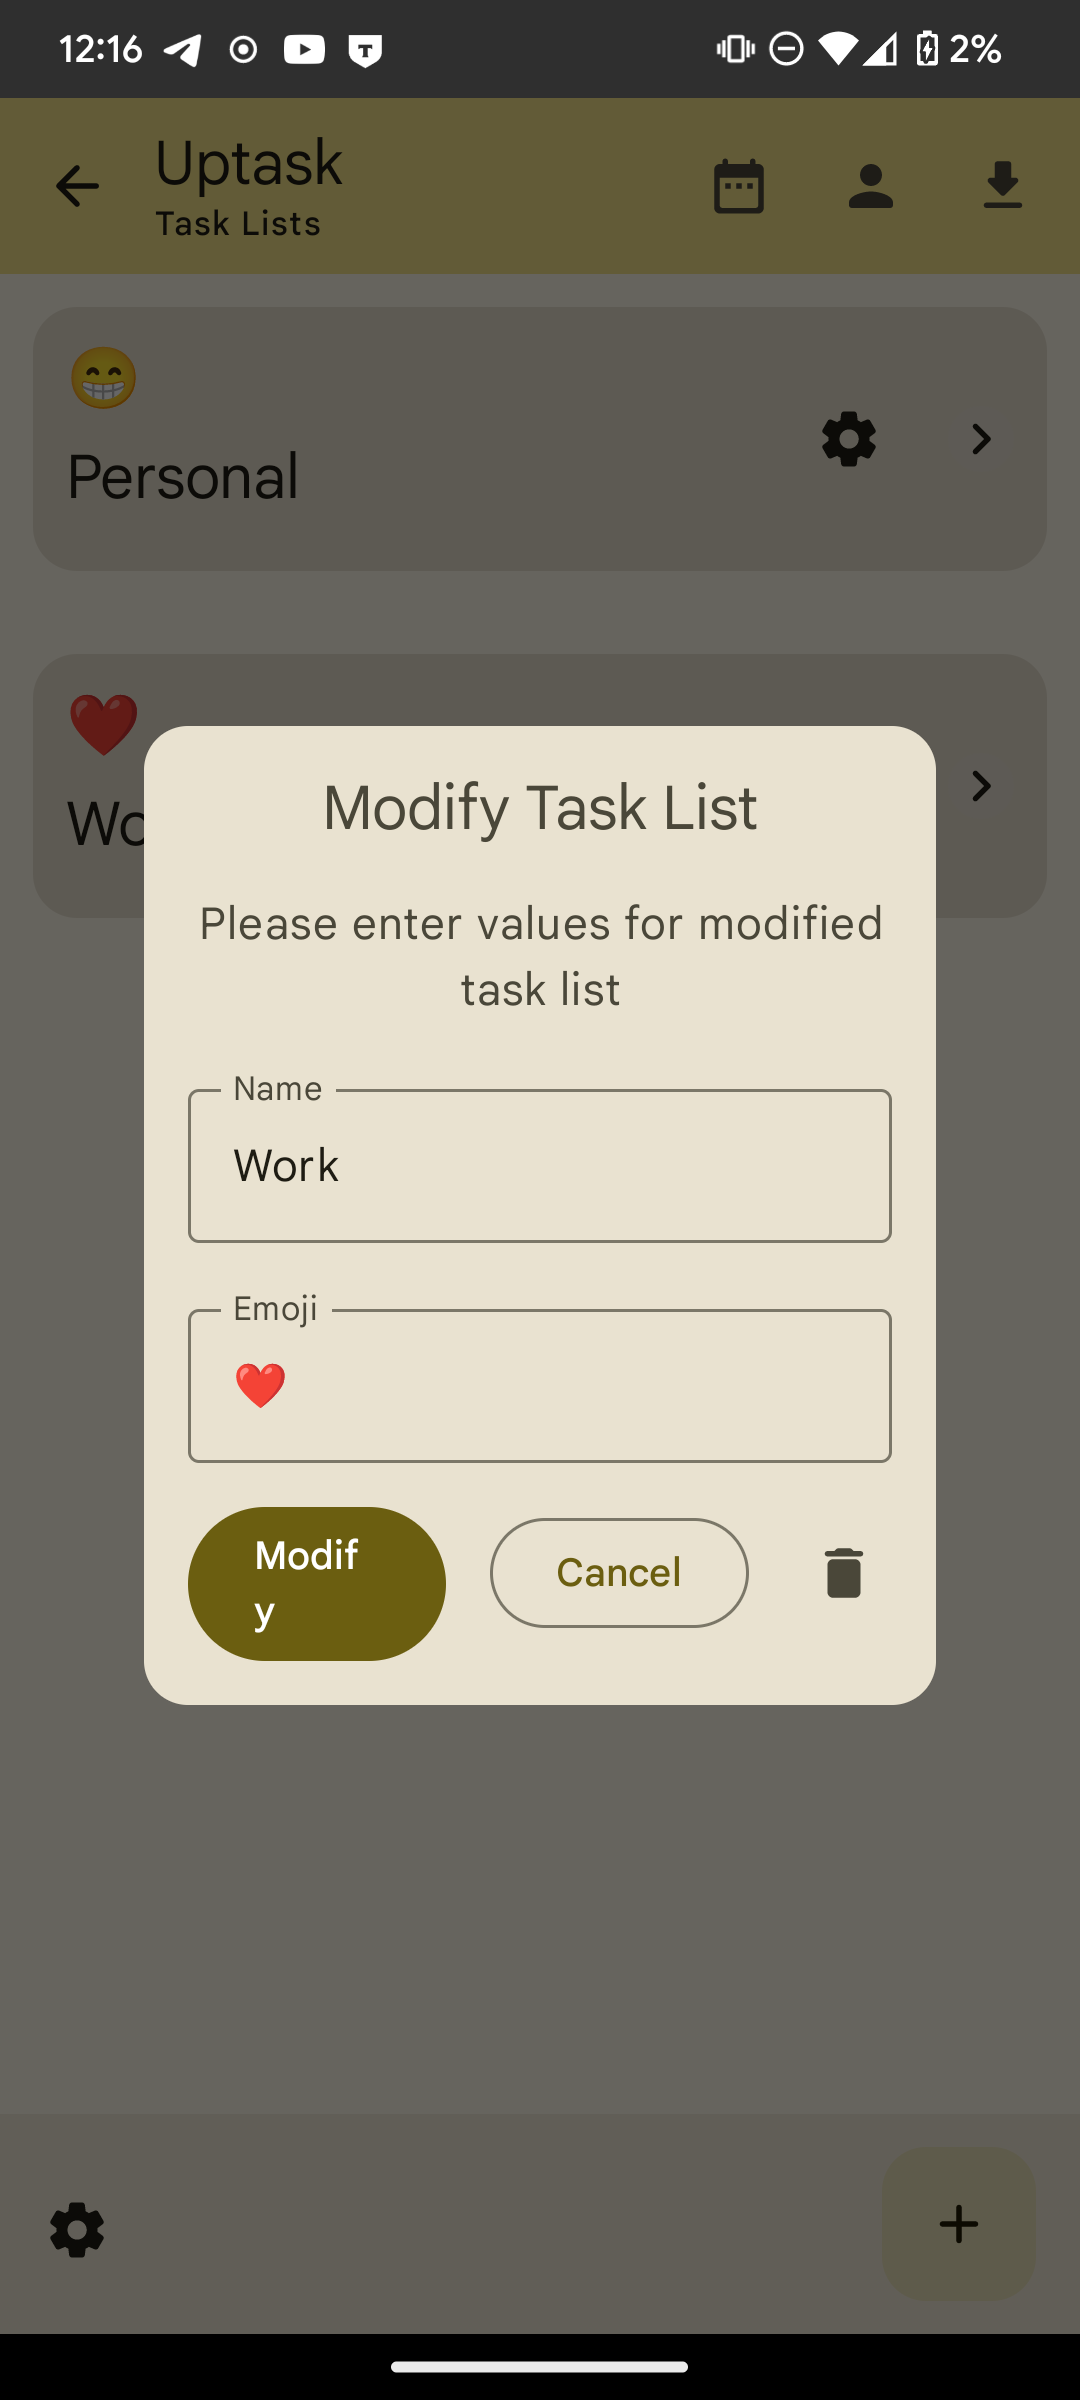 12:16
2%
Uptask
Task Lists
😁
Personal
❤️
Wo
Modify Task List
Please enter values for modified
task list
Name
Work
Emoji
❤️
Modif
y
Cancel